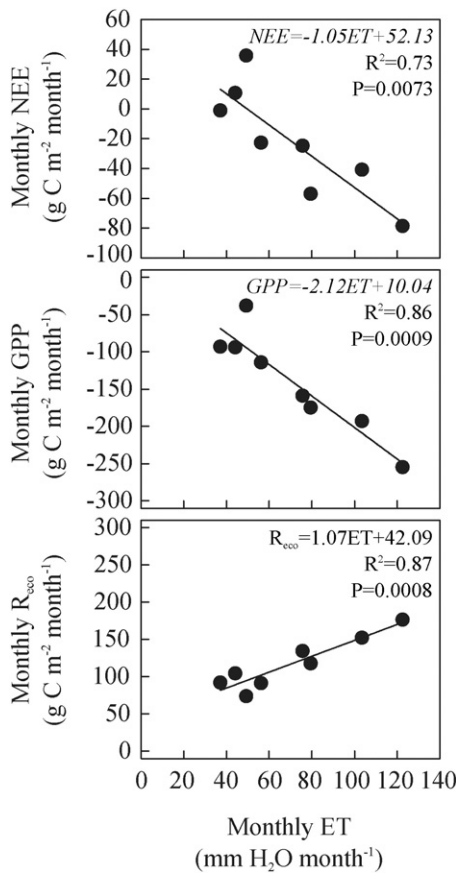 60
40
20
0
-20
-40
-60
-80
-100
Monthly NEE
(g C m⁻² month⁻¹)
NEE=-1.05ET+52.13
R²=0.73
P=0.0073
0
-50
-100
-150
-200
-250
-300
Monthly GPP
(g C m⁻² month⁻¹)
GPP=-2.12ET+10.04
R²=0.86
P=0.0009
300
250
200
150
100
50
0
Monthly Rₑcₒ
(g C m⁻² month⁻¹)
Rₑcₒ=1.07ET+42.09
R²=0.87
P=0.0008
0 20 40 60 80 100 120 140
Monthly ET
(mm H₂O month⁻¹)